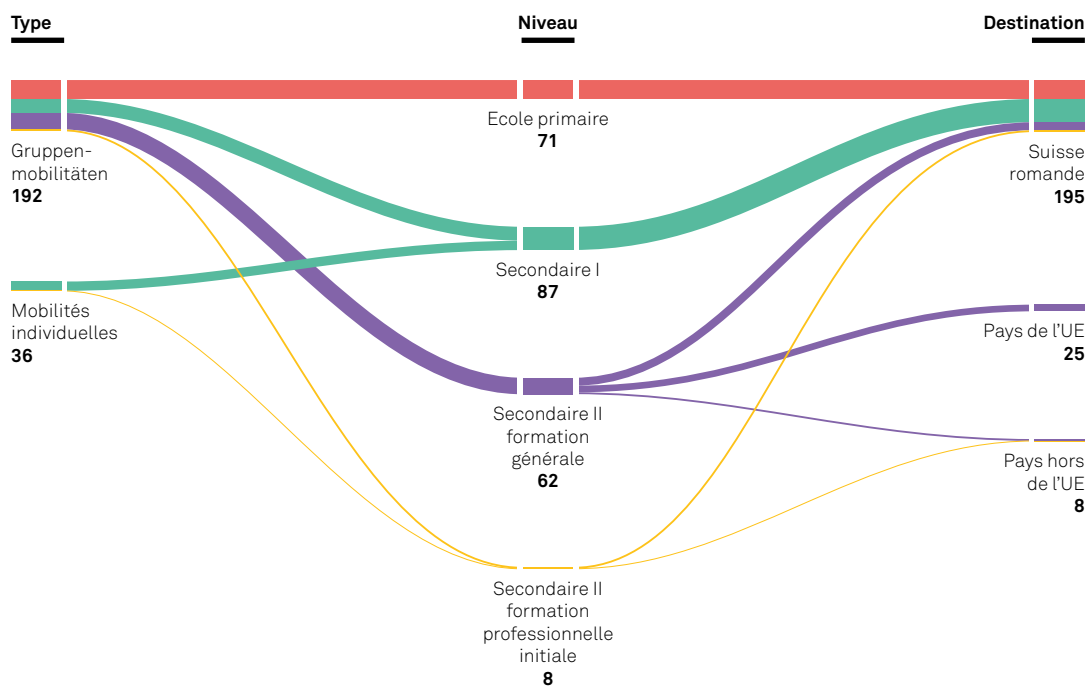 Type
Niveau
Destination
Ecole primaire
71
Gruppen-
mobilitäten
192
Suisse
romande
195
Secondaire I
87
Mobilités
individuelles
36
Pays de l’UE
25
Secondaire II
formation
générale
62
Pays hors
de l’UE
8
Secondaire II
formation
professionnelle
initiale
8